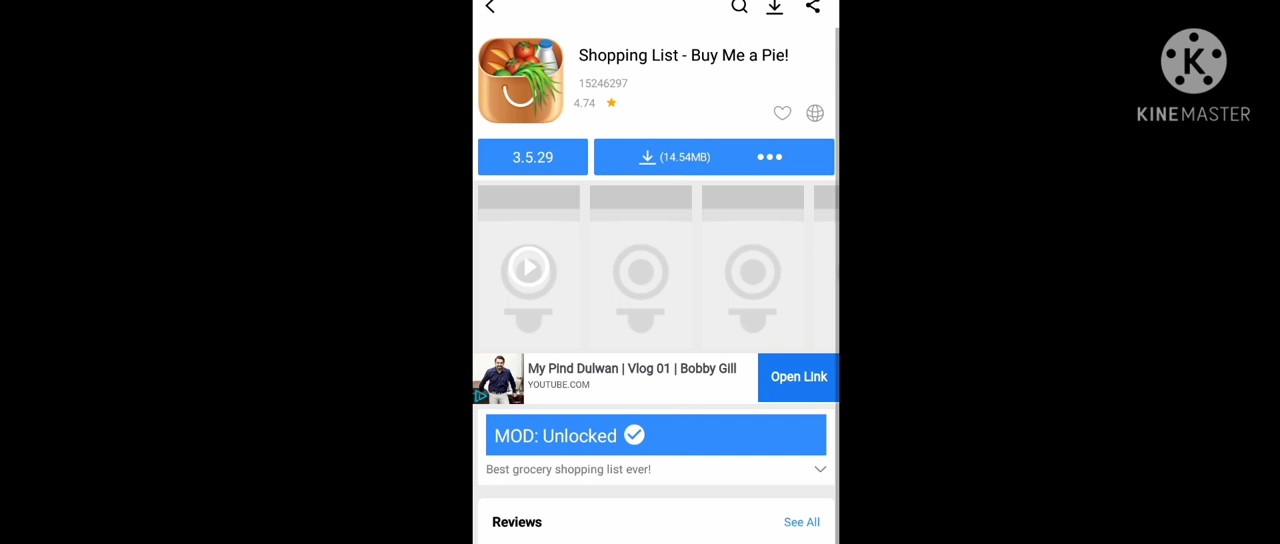 Shopping List - Buy Me a Pie!
15246297
4.74
KINEMASTER
3.5.29
(14.54MB)
My Pind Dulwan | Vlog 01 | Bobby Gill
YOUTUBE.COM
Open Link
MOD: Unlocked
Best grocery shopping list ever!
Reviews
See All